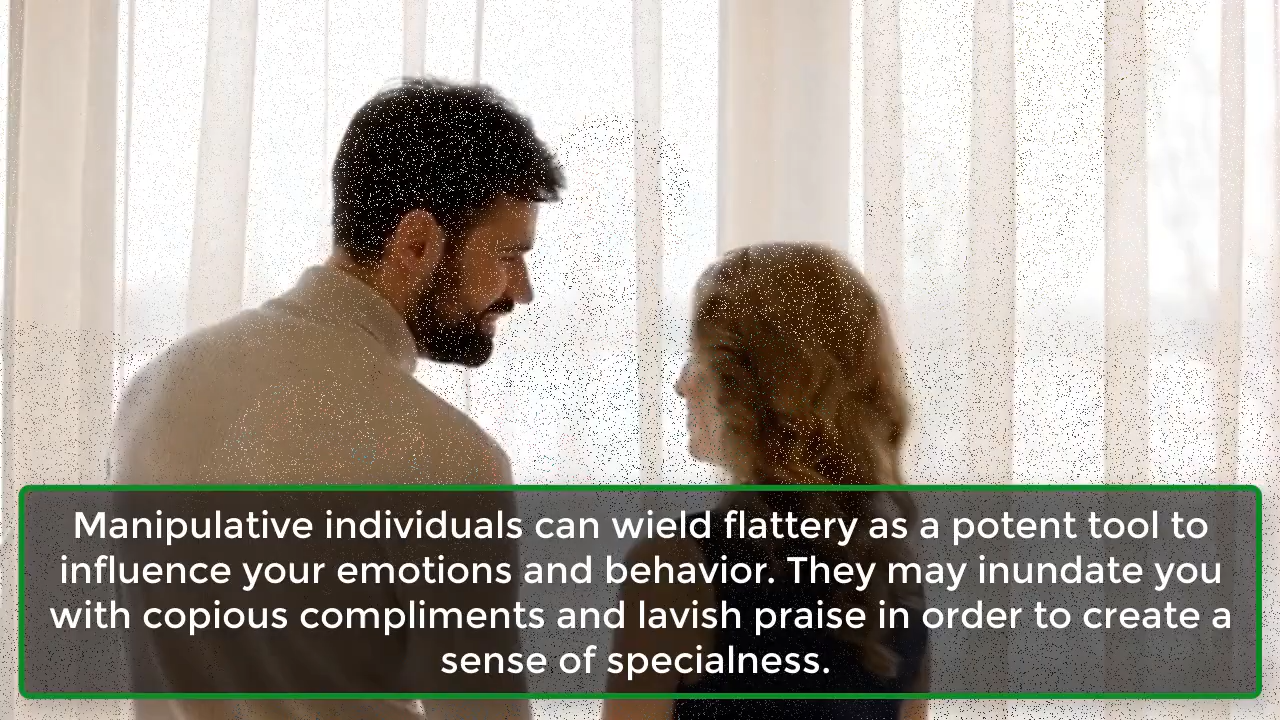 Manipulative individuals can wield flattery as a potent tool to
influence your emotions and behavior. They may inundate you
with copious compliments and lavish praise in order to create a
sense of specialness.